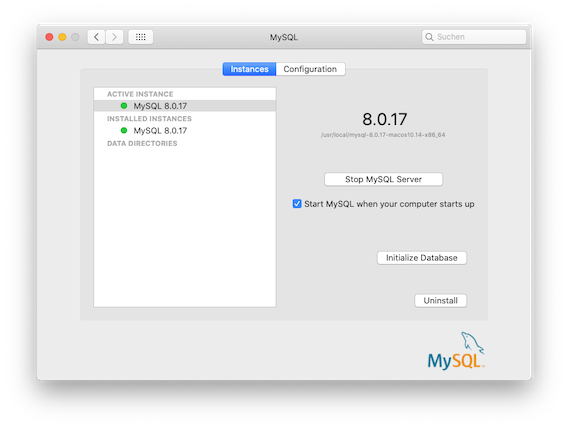 MySQL
Suchen
Instances
Configuration
ACTIVE INSTANCE
MySQL 8.0.17
INSTALLED INSTANCES
MySQL 8.0.17
DATA DIRECTORIES
8.0.17
/usr/local/mysql-8.0.17-macos10.14-x86_64
Stop MySQL Server
Start MySQL when your computer starts up
Initialize Database
Uninstall
MySQL